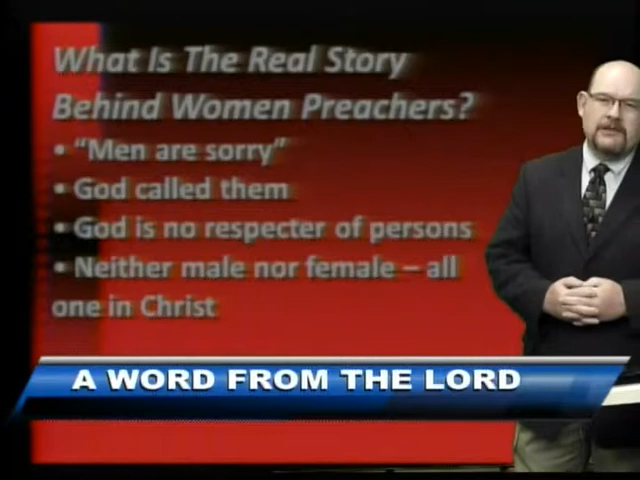 What Is The Real Story
Behind Women Preachers?
• “Men are sorry”
• God called them
• God is no respecter of persons
• Neither male nor female – all
one in Christ
A WORD FROM THE LORD